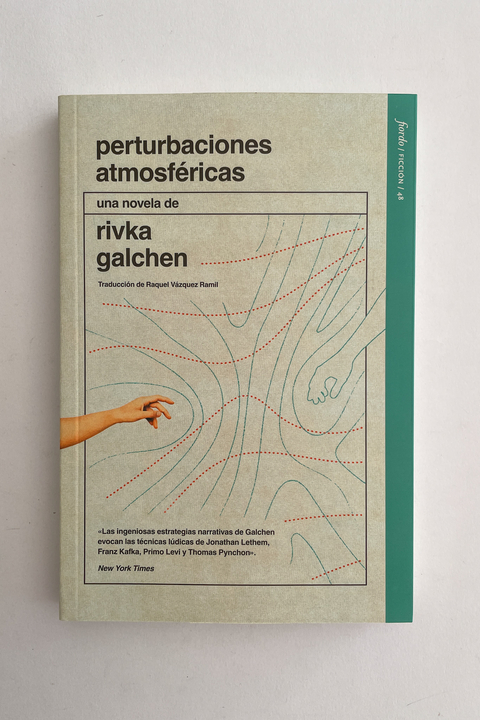 perturbaciones
atmosféricas
una novela de
rivka
galchen
Traducción de Raquel Vázquez Ramil
«Las ingeniosas estrategias narrativas de Galchen
evocan las técnicas lúdicas de Jonathan Lethem,
Franz Kafka, Primo Levi y Thomas Pynchon».
New York Times
fiordo / FICCIÓN / 48